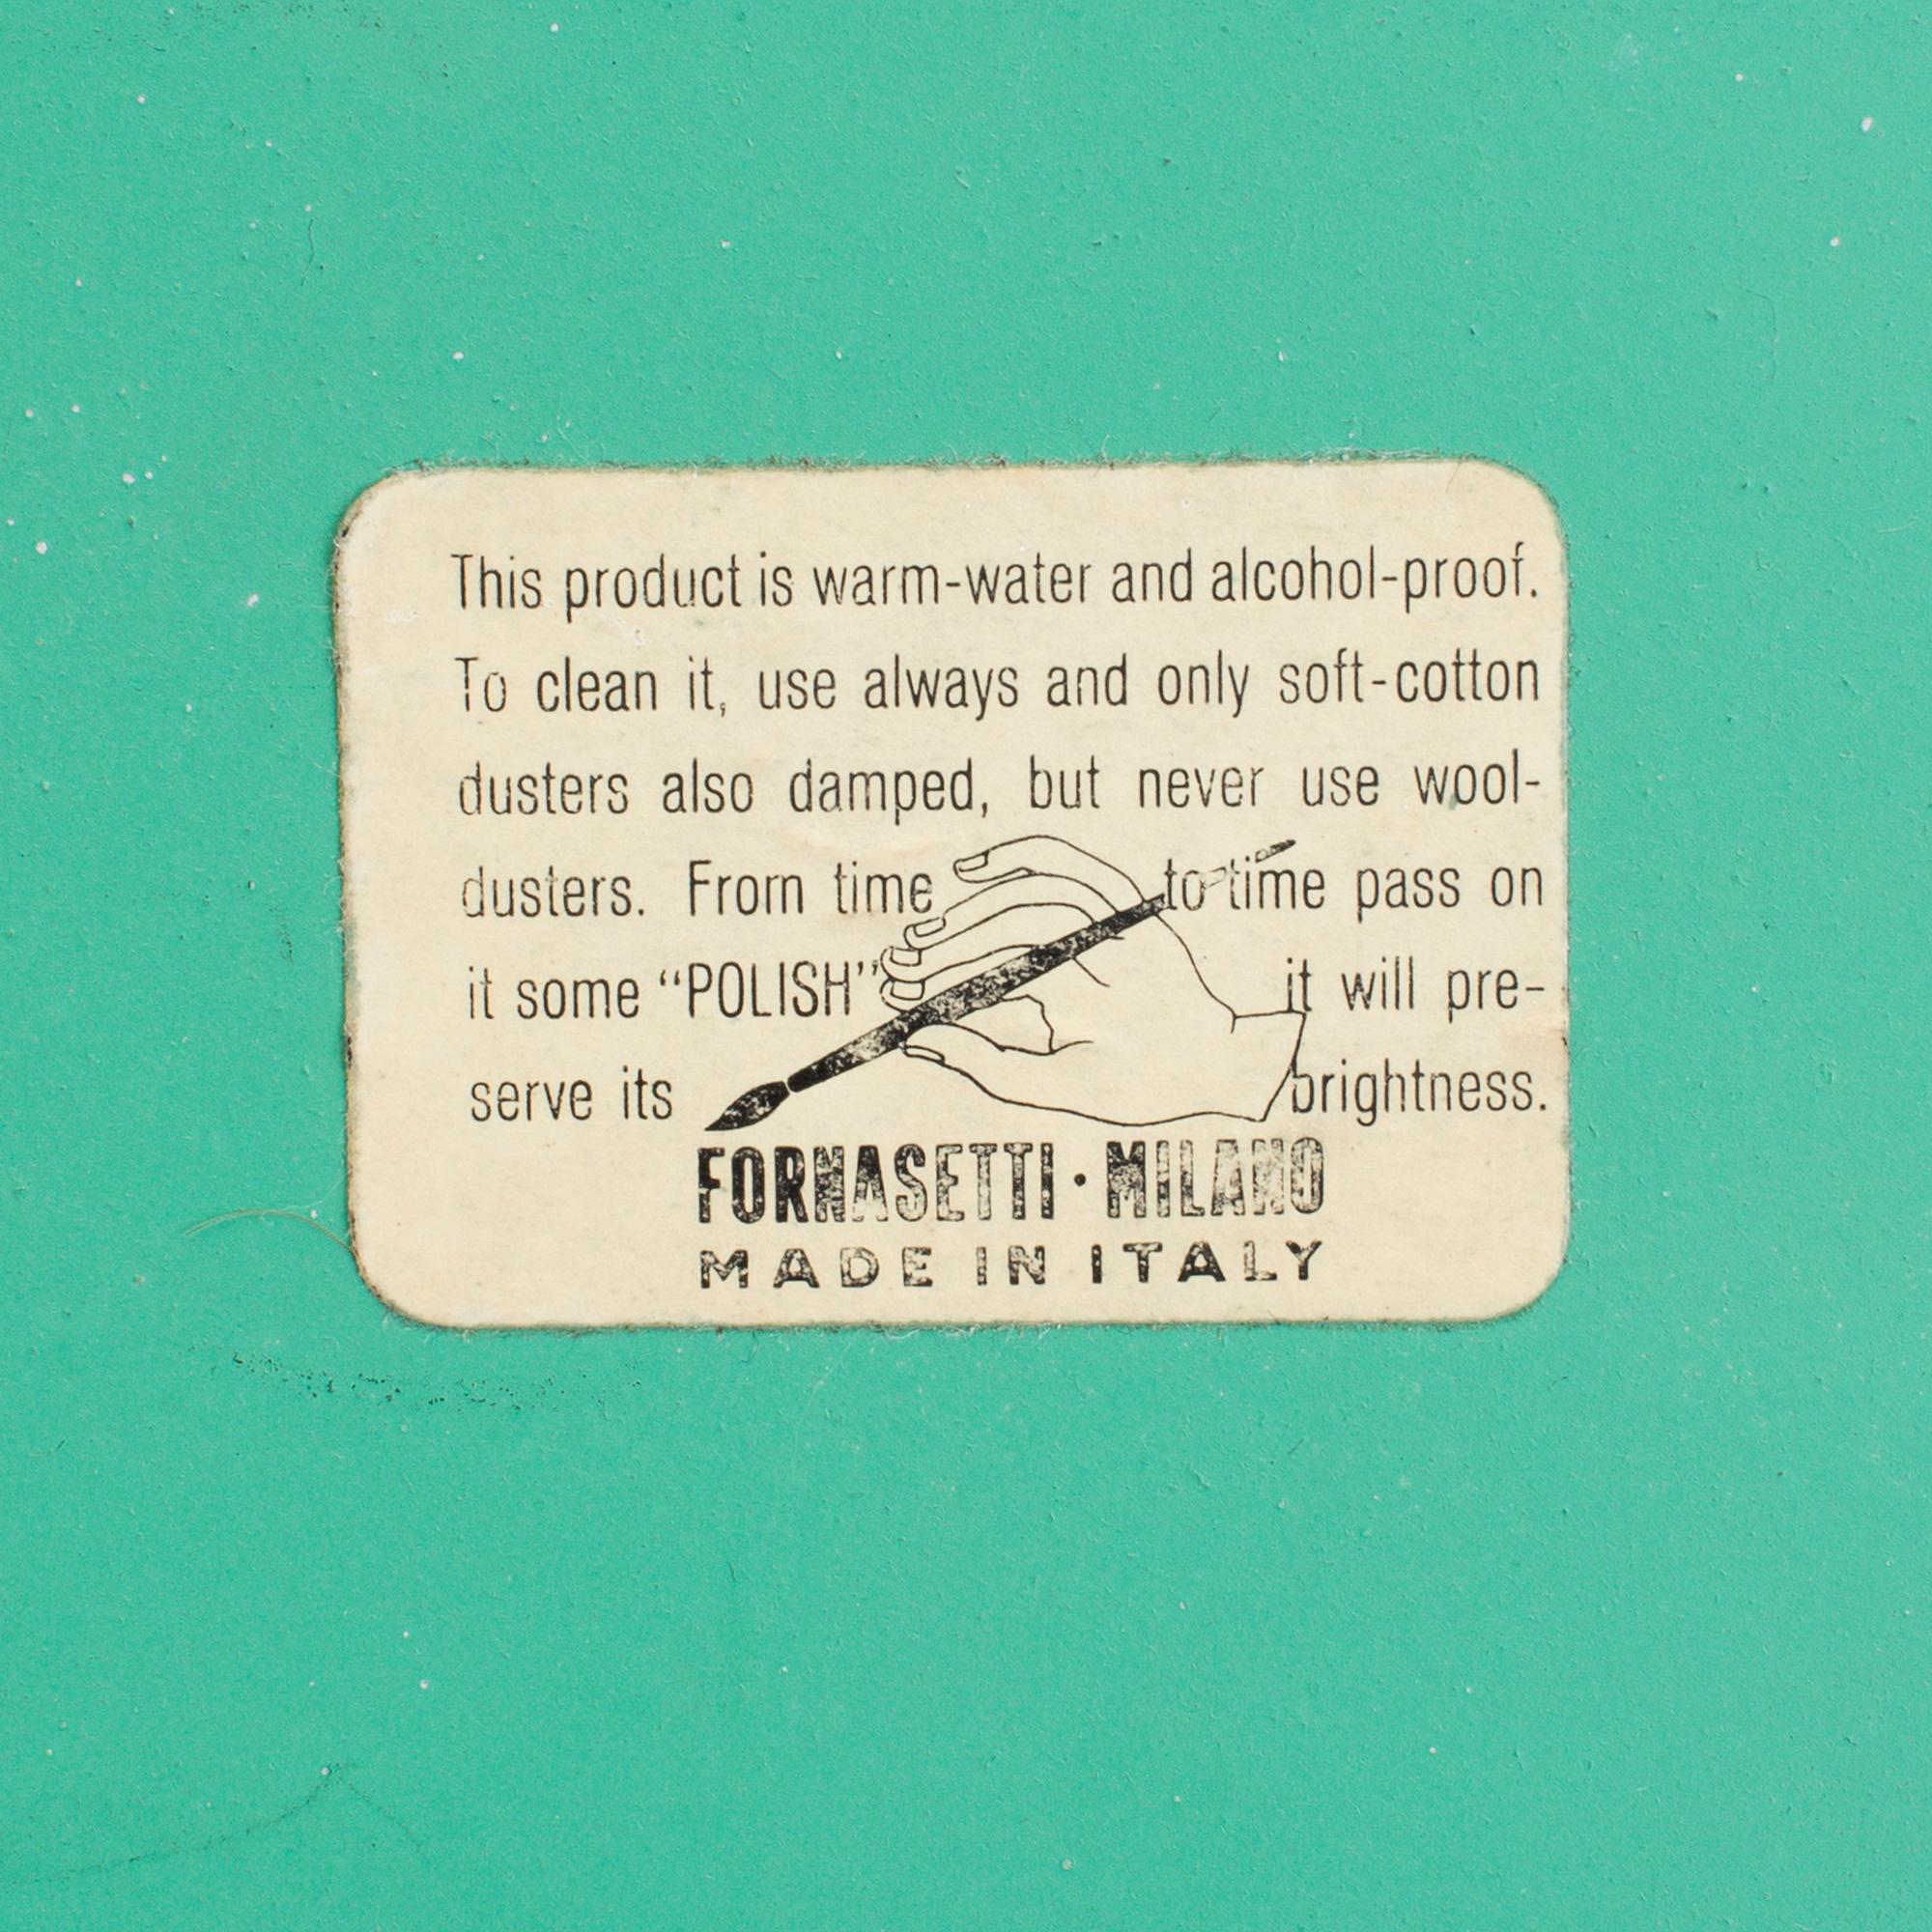 This product is warm-water and alcohol-proof.
To clean it, use always and only soft-cotton
dusters also damped, but never use wool-
dusters. From time to time pass on
it some “POLISH” it will pre-
serve its brightness.
FORNASETTI · MILANO
MADE IN ITALY